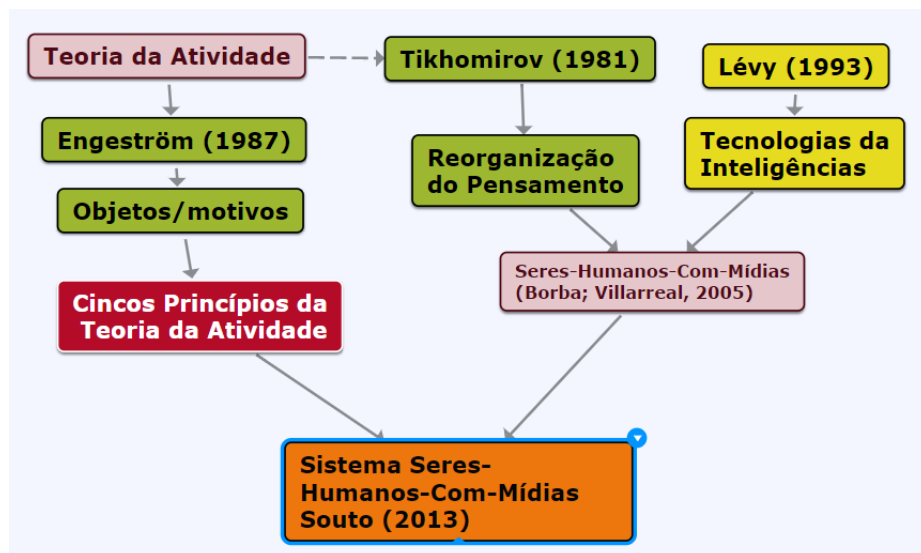 Teoria da Atividade
Tikhomirov (1981)
Lévy (1993)
Engeström (1987)
Reorganização
do Pensamento
Tecnologias da
Inteligências
Objetos/motivos
Seres-Humanos-Com-Mídias
(Borba; Villarreal, 2005)
Cincos Princípios da
Teoria da Atividade
Sistema Seres-
Humanos-Com-Mídias
Souto (2013)